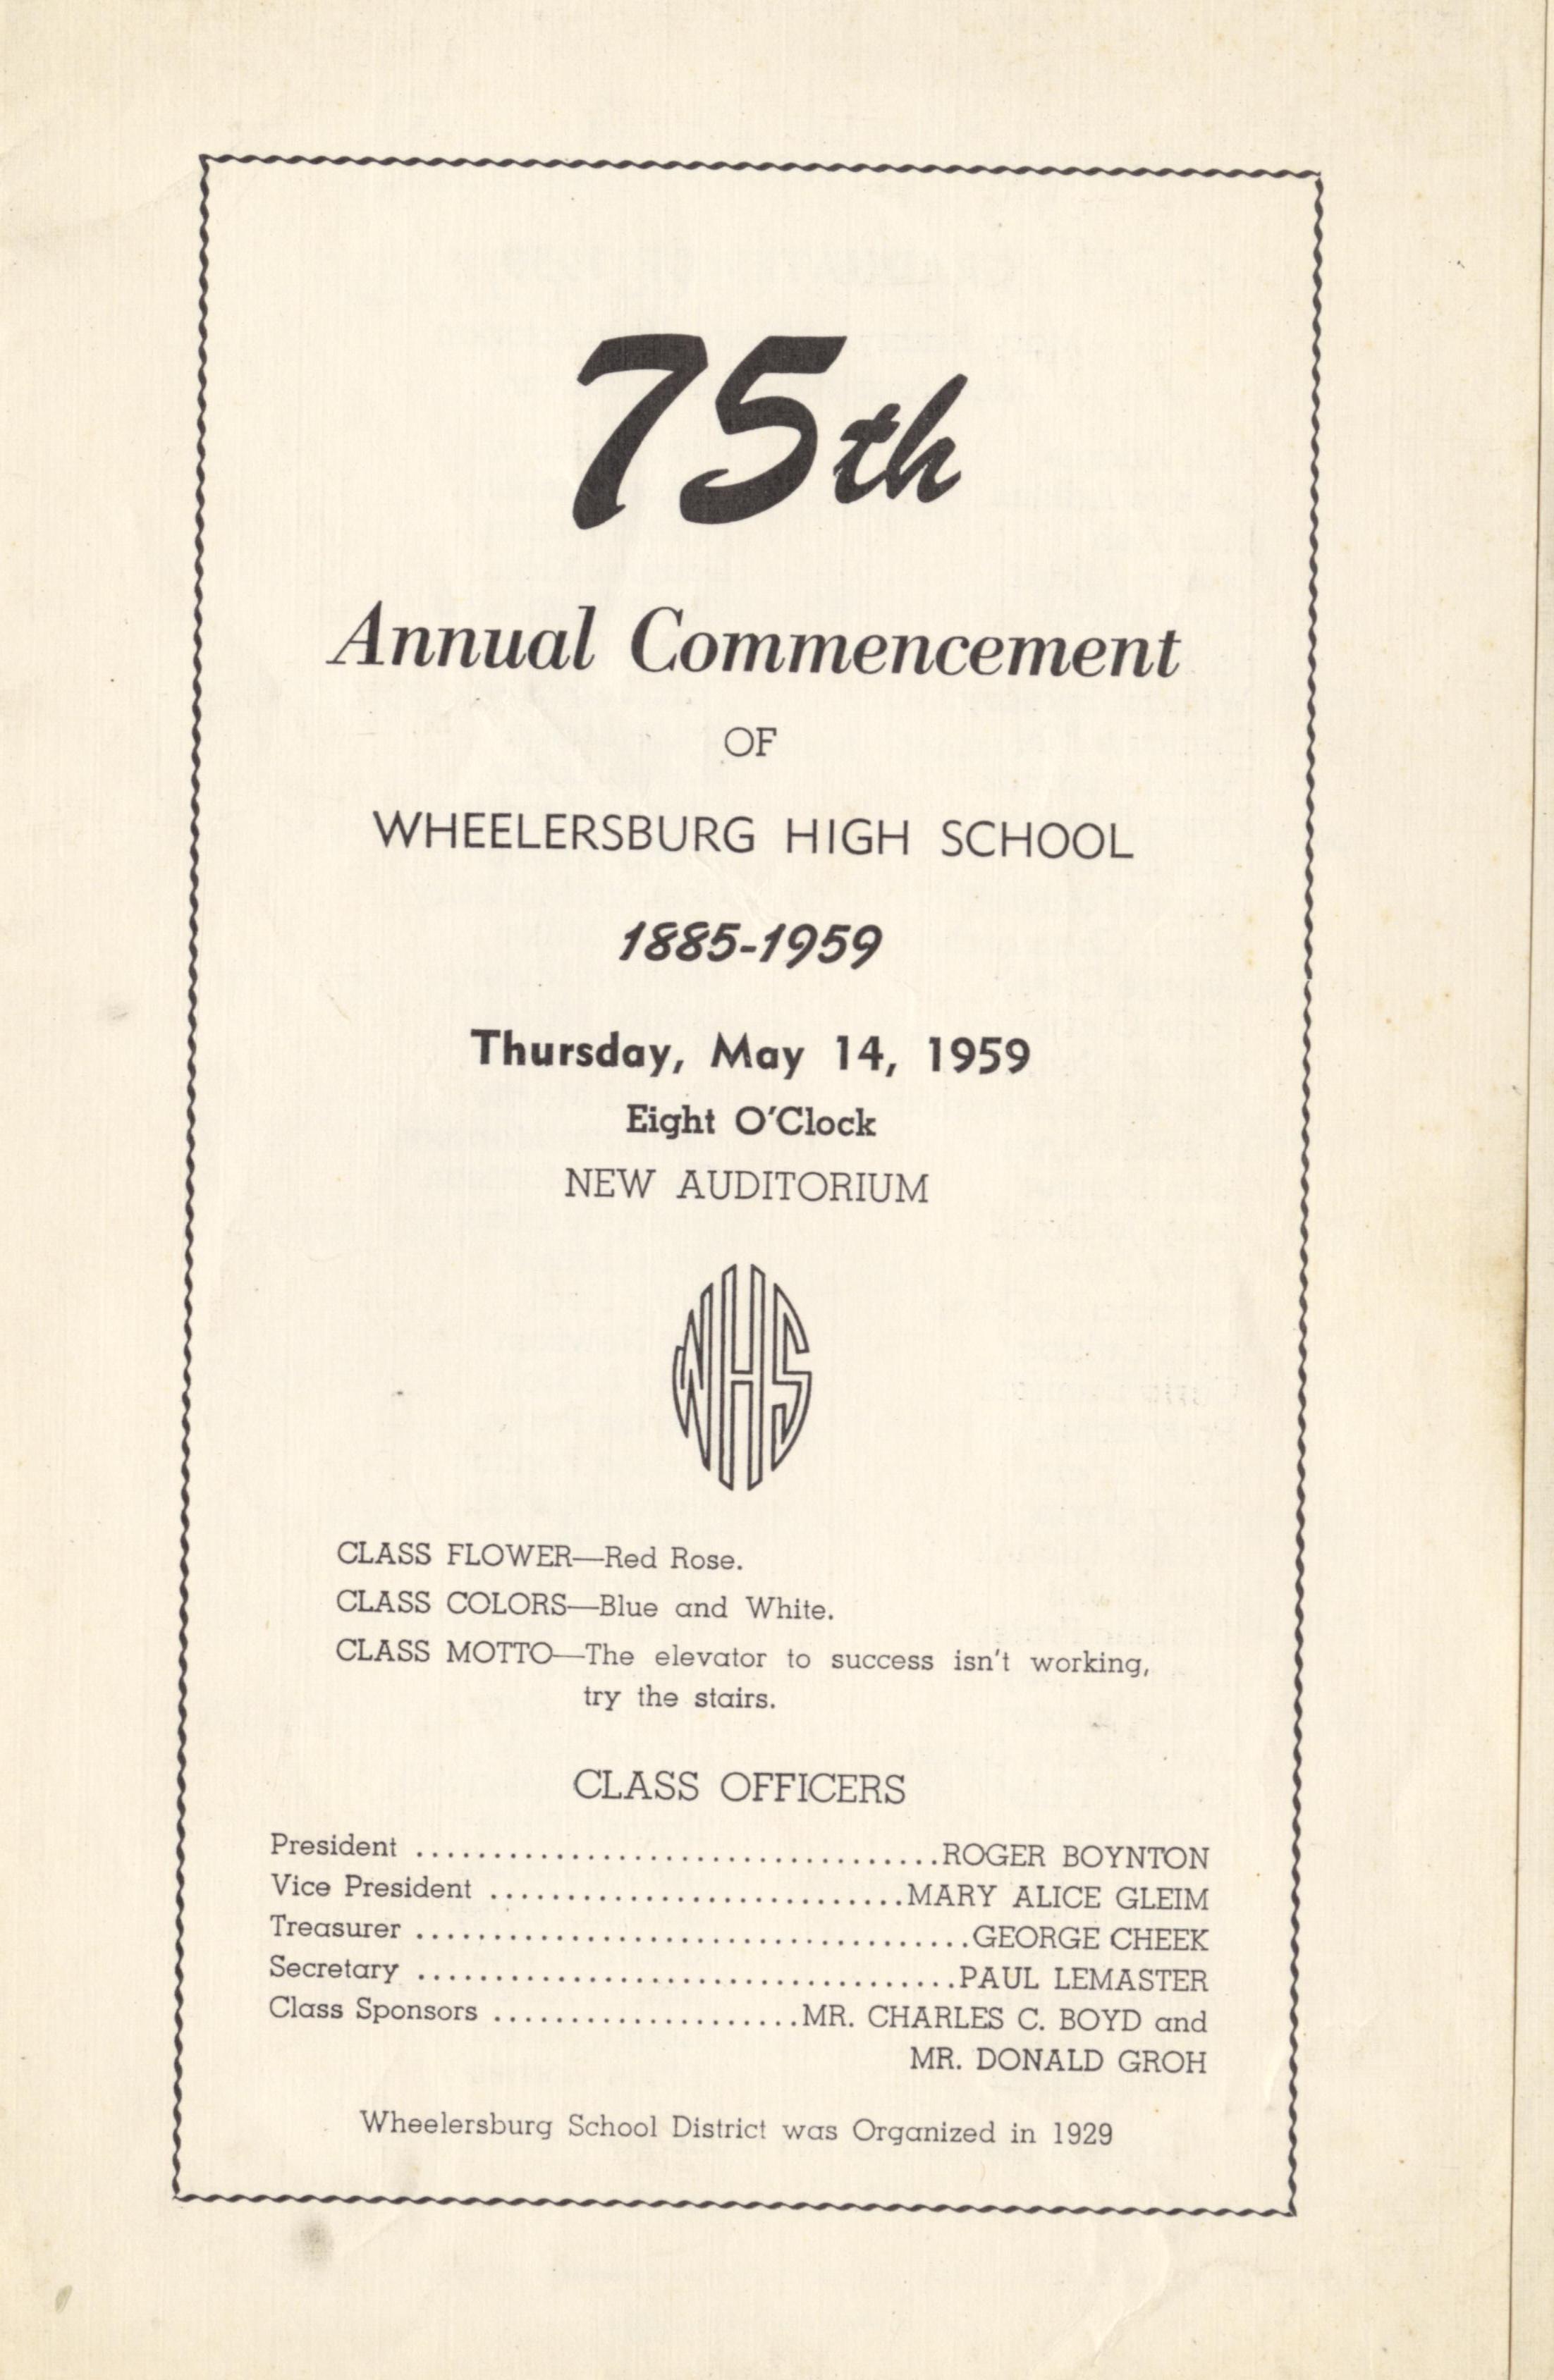 75th
Annual Commencement
OF
WHEELERSBURG HIGH SCHOOL
1885-1959
Thursday, May 14, 1959
Eight O'Clock
NEW AUDITORIUM
WHS
CLASS FLOWER—Red Rose.
CLASS COLORS—Blue and White.
CLASS MOTTO—The elevator to success isn't working,
try the stairs.
CLASS OFFICERS
President ..................................ROGER BOYNTON
Vice President ...........................MARY ALICE GLEIM
Treasurer ....................................GEORGE CHEEK
Secretary ...................................PAUL LEMASTER
Class Sponsors ....................MR. CHARLES C. BOYD and
MR. DONALD GROH
Wheelersburg School District was Organized in 1929